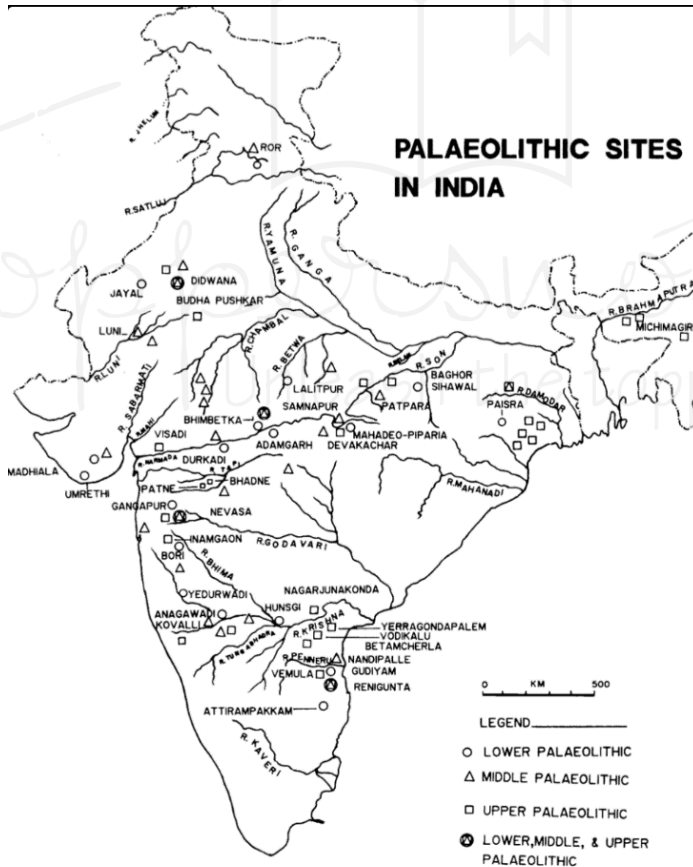 PALAEOLITHIC SITES
IN INDIA
R.JHELUM
ROR
R.SATLUJ
R.YAMUNA
R.GANGA
JAYAL
DIDWANA
BUDHA PUSHKAR
LUNI
R.LUNI
R.CHAMBAL
R.BETWA
R.BRAHMAPUTRA
MICHIMAGIR
R.SABARMATI
R.MAHI
LALITPUR
R.SON
BAGHOR
SIHAWAL
SAMNAPUR
PATPARA
R.DAMODAR
PAISRA
BHIMBETKA
VISADI
ADAMGARH
MAHADEO-PIPARIA
DEVAKACHAR
R.NARMADA
DURKADI
MADHIALA
UMRETHI
R.TAPI
BHADNE
PATNE
R.MAHANADI
GANGAPUR
NEVASA
INAMGAON
R.GODAVARI
BORI
R.BHIMA
YEDURWADI
NAGARJUNAKONDA
ANAGAWADI
HUNSGI
KOVALLI
R.KRISHNA
YERRAGONDAPALEM
VODIKALU
BETAMCHERLA
R.TUNGABHADRA
R.PENNERU
NANDIPALLE
VEMULA
GUDIYAM
RENIGUNTA
ATTIRAMPAKKAM
R.KAVERI
0 KM 500
LEGEND
LOWER PALAEOLITHIC
MIDDLE PALAEOLITHIC
UPPER PALAEOLITHIC
LOWER,MIDDLE, & UPPER
PALAEOLITHIC